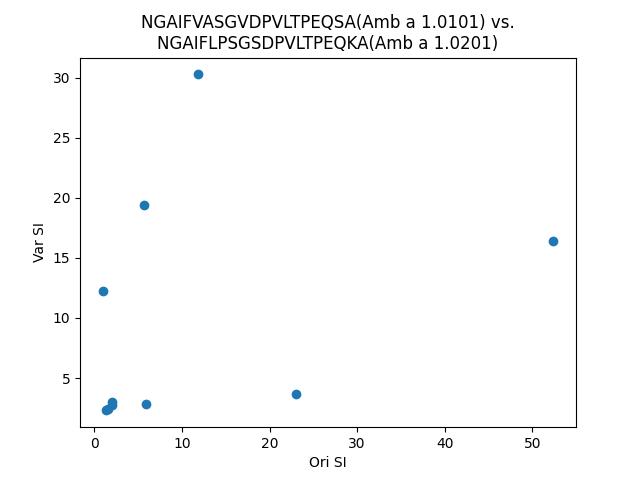 NGAIFVASGVDPVLTPEQSA(Amb a 1.0101) vs.
NGAIFLPSGSDPVLTPEQKA(Amb a 1.0201)
30
25
20
15
10
5
Var SI
0 10 20 30 40 50
Ori SI